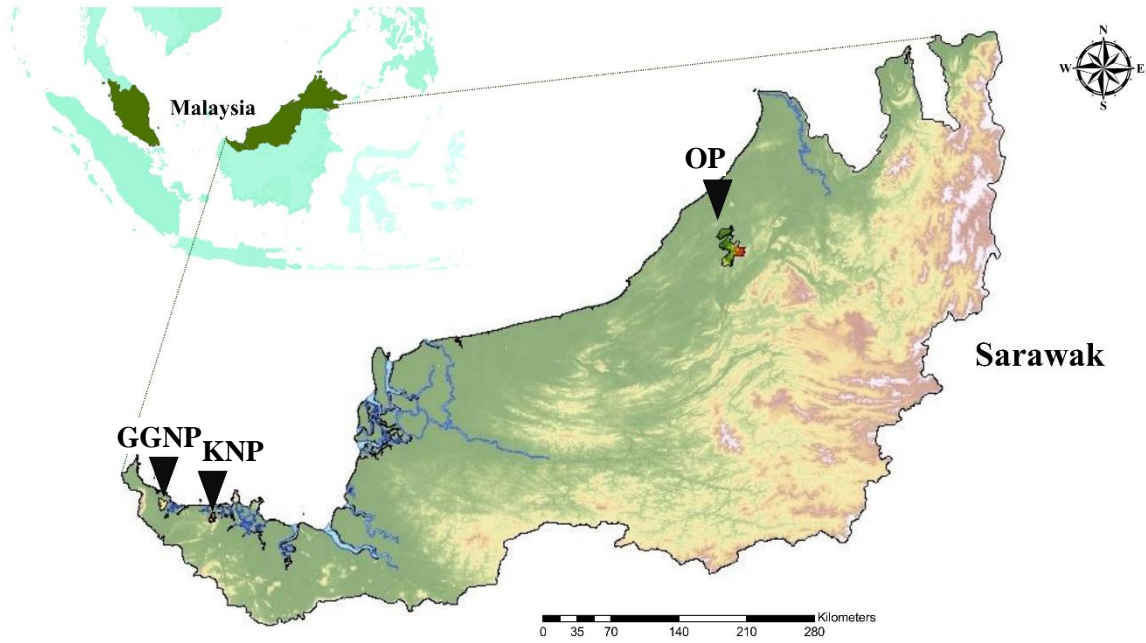 Malaysia
N
W E
S
OP
Sarawak
GGNP KNP
Kilometers
0 35 70 140 210 280